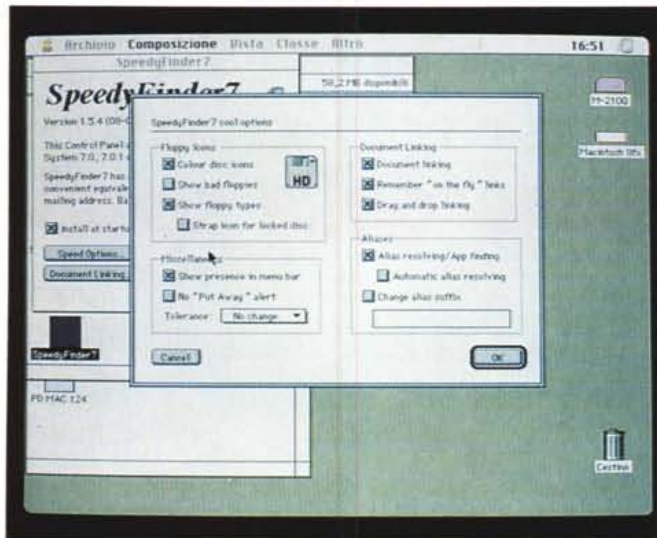 Archivio Composizione Vista Classe Altro 16:51
SpeedyFinder7
58,2 MB disponibili
SpeedyFinder7
Version 1.5.4
This Control Panel
System 7.0, 7.0.1
SpeedyFinder7 has
convenient
mailing address.
Install at startu
Speed Options...
Document Linking
SpeedyFinder7
PD MAC t24
SpeedyFinder7 cool options
Floppy Icons
Colour disc icons
HD
Show bad floppies
Show floppy types
Strap icon for locked disc
Miscellaneous
Show presence in menu bar
No "Put Away" alert
Tolerance: No change
Document Linking
Document linking
Remember "on the fly" links
Drag and drop linking
Aliases
Alias resolving/App finding
Automatic alias resolving
Change alias suffix
Cancel
OK
M-2100
Macintosh IIfx
Cestino